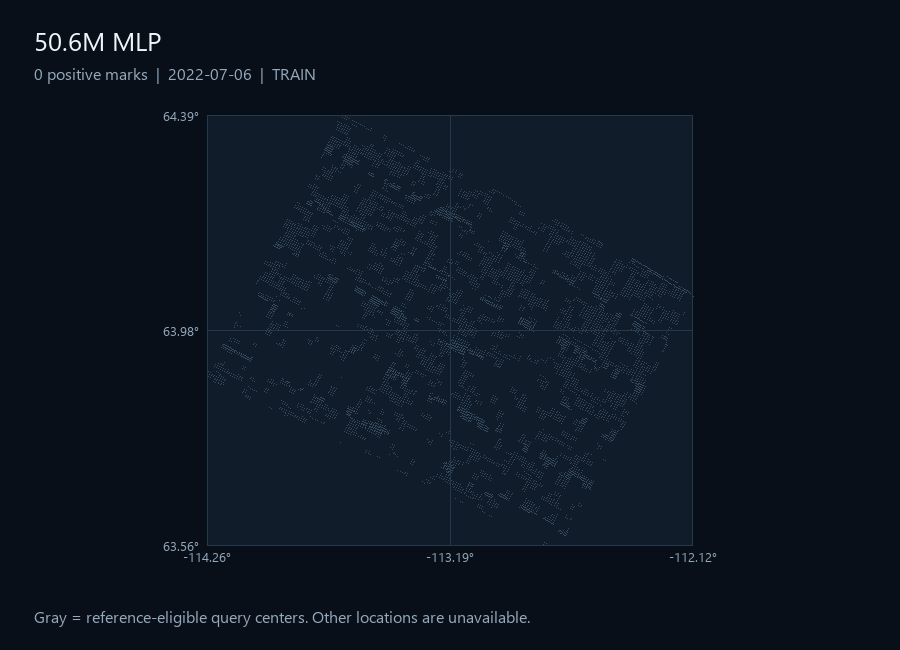 50.6M MLP
0 positive marks | 2022-07-06 | TRAIN
64.39°
63.98°
63.56°
-114.26°
-113.19°
-112.12°
Gray = reference-eligible query centers. Other locations are unavailable.